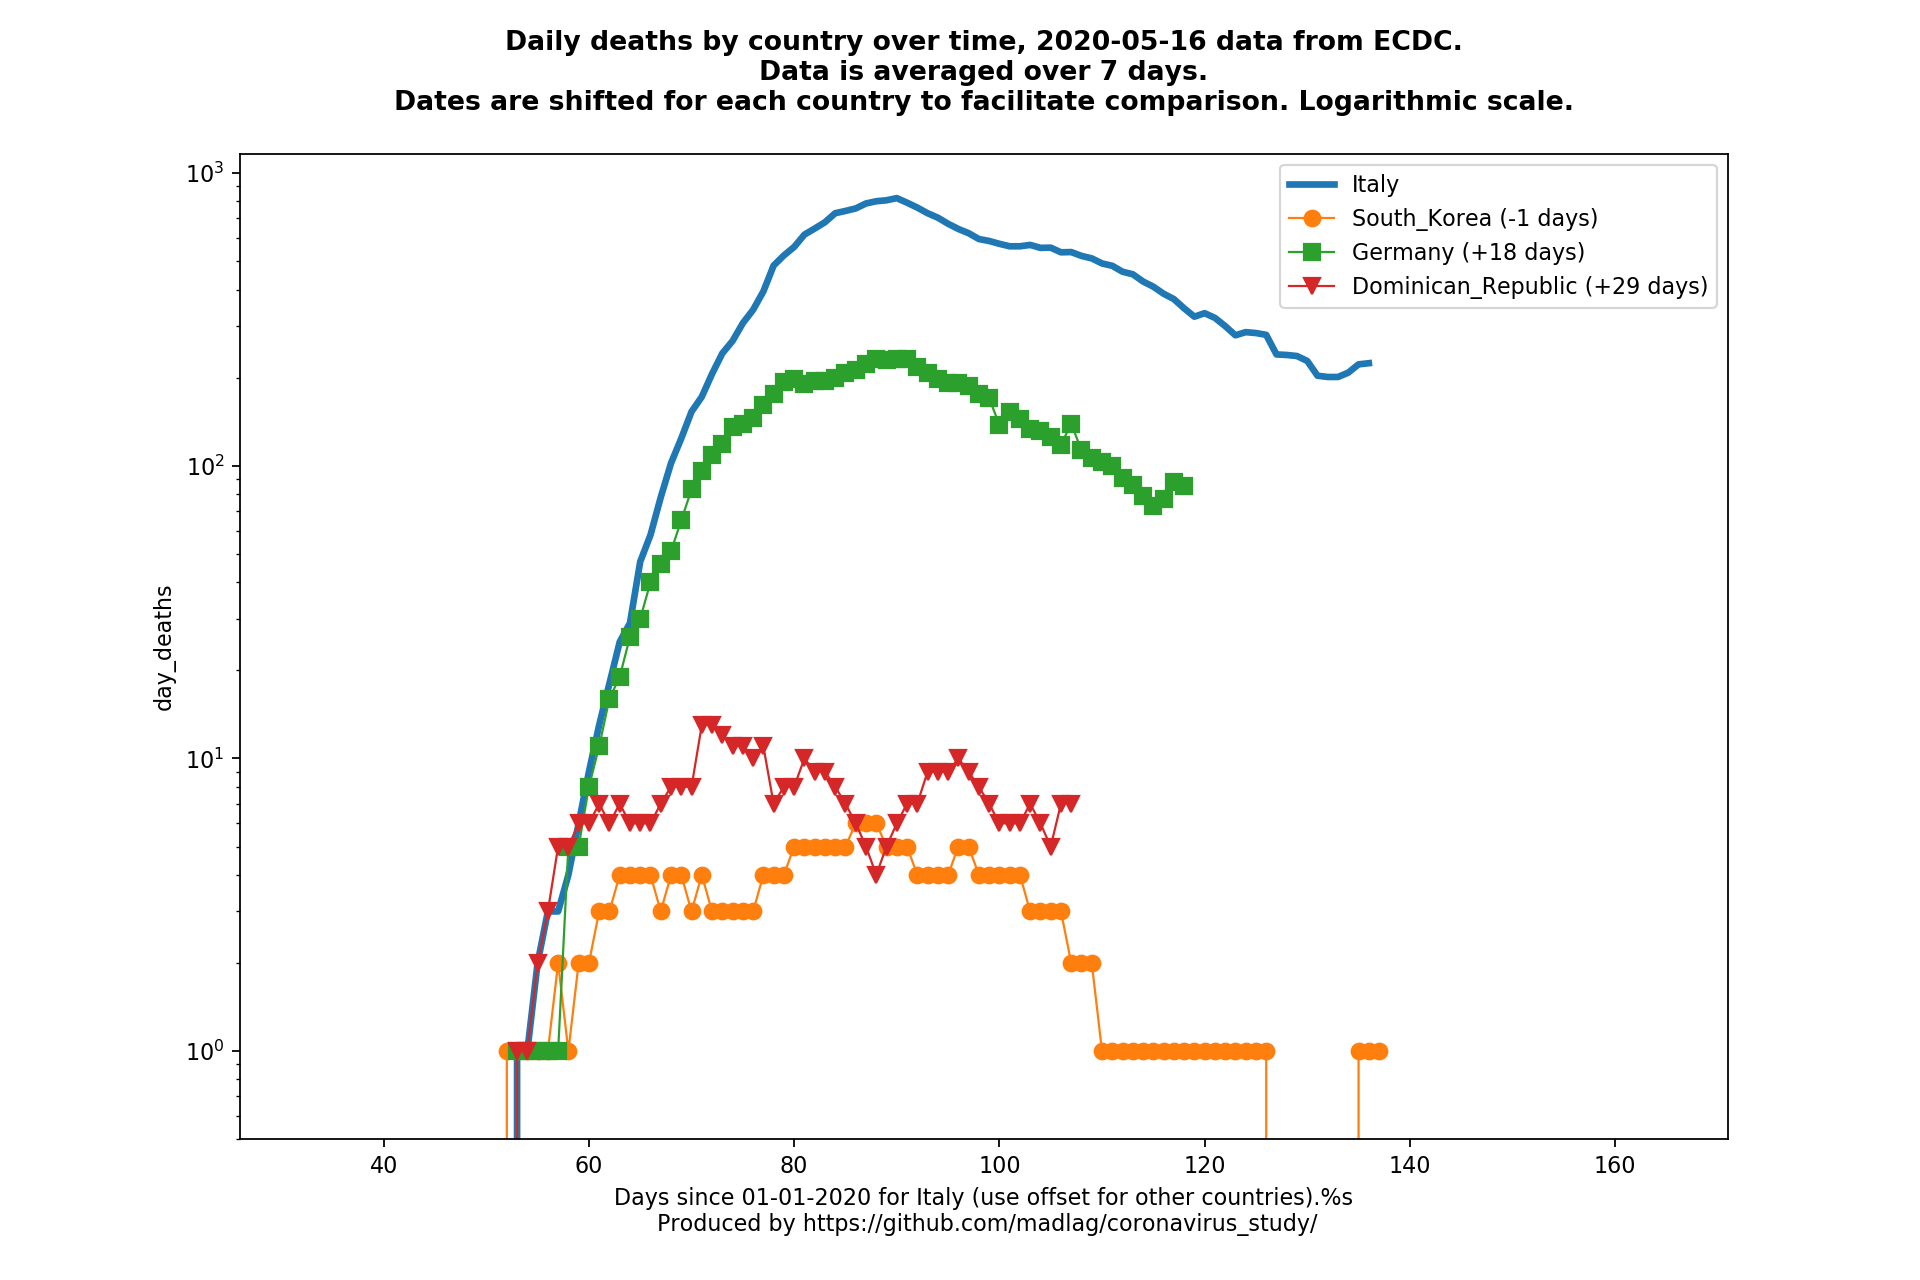 Daily deaths by country over time, 2020-05-16 data from ECDC.
Data is averaged over 7 days.
Dates are shifted for each country to facilitate comparison. Logarithmic scale.
10³
10²
10¹
10⁰
day_deaths
Italy
South_Korea (-1 days)
Germany (+18 days)
Dominican_Republic (+29 days)
40 60 80 100 120 140 160
Days since 01-01-2020 for Italy (use offset for other countries).%s
Produced by https://github.com/madlag/coronavirus_study/